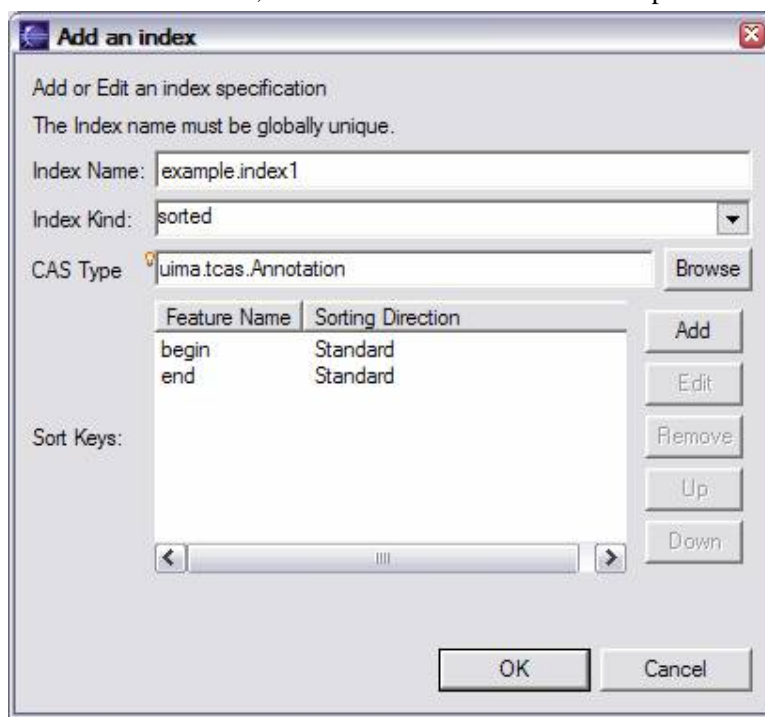 Add an index
Add or Edit an index specification
The Index name must be globally unique.
Index Name: example.index1
Index Kind: sorted
CAS Type uima.tcas.Annotation Browse
Feature Name Sorting Direction
Add
begin Standard
end Standard
Edit
Sort Keys:
Remove
Up
Down
OK Cancel